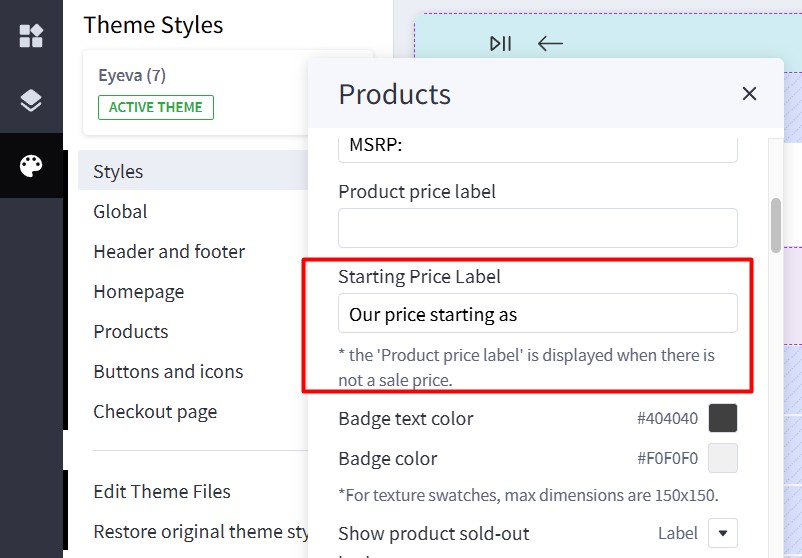 Theme Styles
Eyeva (7)
ACTIVE THEME
Styles
Global
Header and footer
Homepage
Products
Buttons and icons
Checkout page
Edit Theme Files
Restore original theme sty
Products
MSRP:
Product price label
Starting Price Label
Our price starting as
* the 'Product price label' is displayed when there is
not a sale price.
Badge text color #404040
Badge color #F0F0F0
*For texture swatches, max dimensions are 150x150.
Show product sold-out Label